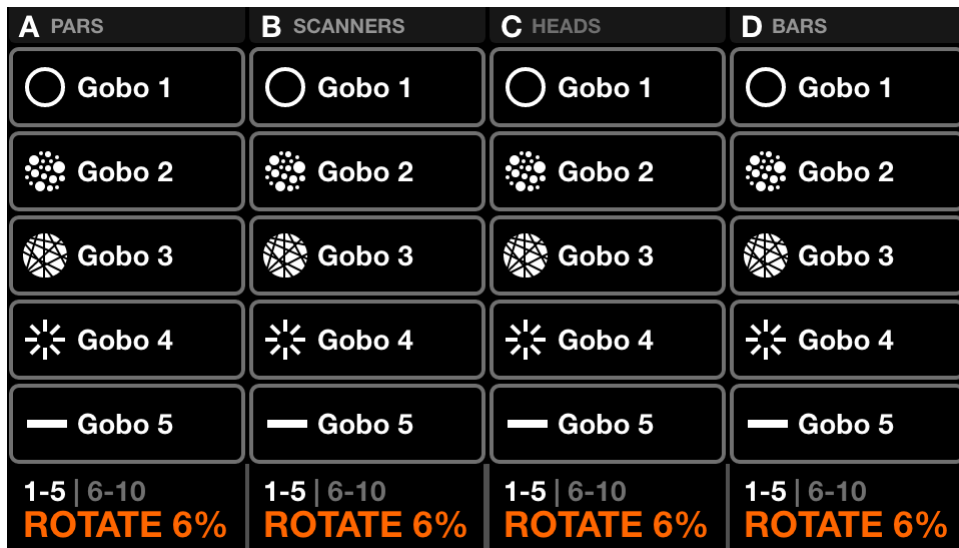 A PARS
B SCANNERS
C HEADS
D BARS
Gobo 1
Gobo 1
Gobo 1
Gobo 1
Gobo 2
Gobo 2
Gobo 2
Gobo 2
Gobo 3
Gobo 3
Gobo 3
Gobo 3
Gobo 4
Gobo 4
Gobo 4
Gobo 4
Gobo 5
Gobo 5
Gobo 5
Gobo 5
1-5 | 6-10
1-5 | 6-10
1-5 | 6-10
1-5 | 6-10
ROTATE 6%
ROTATE 6%
ROTATE 6%
ROTATE 6%